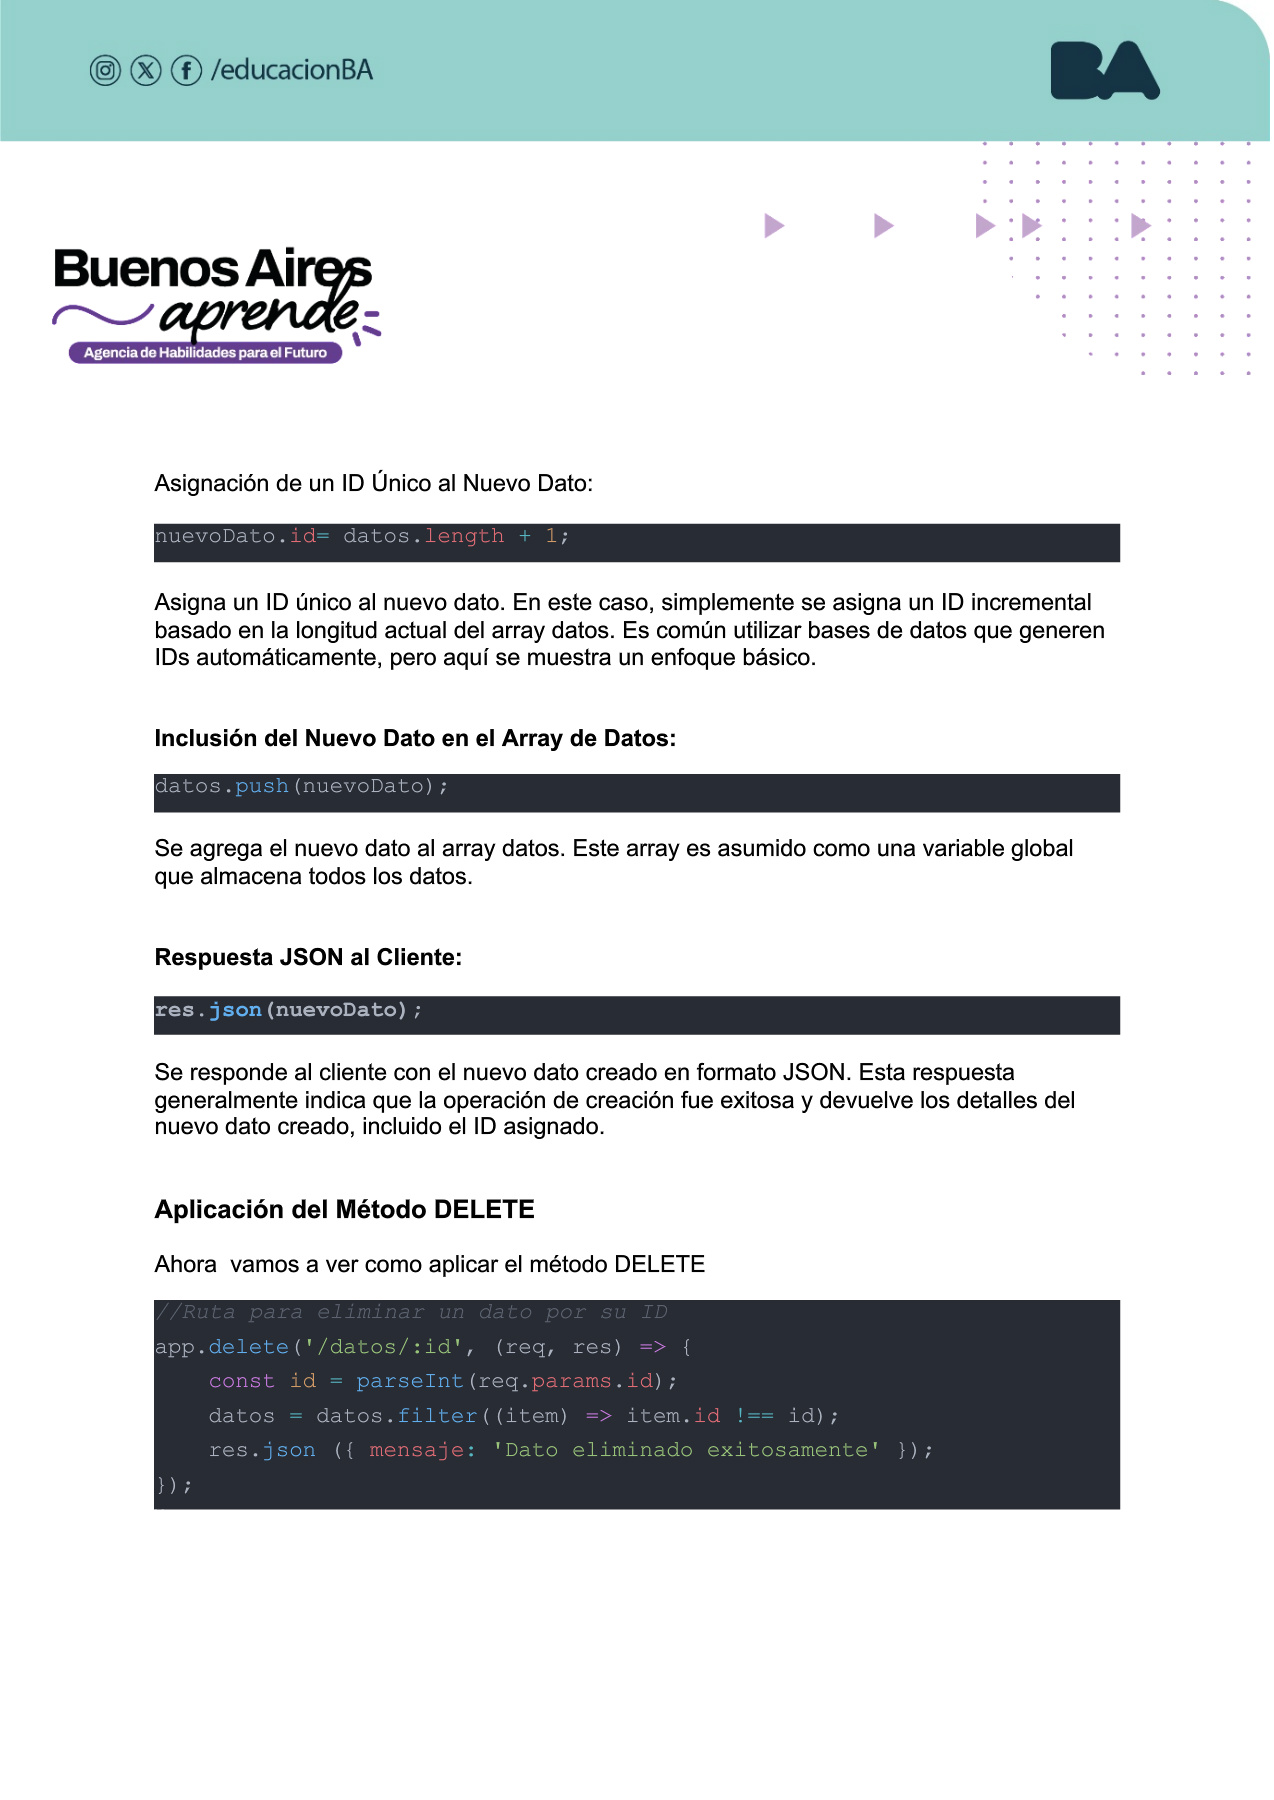 /educacionBA
BA
Buenos Aires
aprende
Agencia de Habilidades para el Futuro
Asignación de un ID Único al Nuevo Dato:
nuevoDato.id= datos.length + 1;
Asigna un ID único al nuevo dato. En este caso, simplemente se asigna un ID incremental
basado en la longitud actual del array datos. Es común utilizar bases de datos que generen
IDs automáticamente, pero aquí se muestra un enfoque básico.
Inclusión del Nuevo Dato en el Array de Datos:
datos.push(nuevoDato);
Se agrega el nuevo dato al array datos. Este array es asumido como una variable global
que almacena todos los datos.
Respuesta JSON al Cliente:
res.json(nuevoDato);
Se responde al cliente con el nuevo dato creado en formato JSON. Esta respuesta
generalmente indica que la operación de creación fue exitosa y devuelve los detalles del
nuevo dato creado, incluido el ID asignado.
Aplicación del Método DELETE
Ahora  vamos a ver como aplicar el método DELETE
//Ruta para eliminar un dato por su ID
app.delete('/datos/:id', (req, res) => {
    const id = parseInt(req.params.id);
    datos = datos.filter((item) => item.id !== id);
    res.json ({ mensaje: 'Dato eliminado exitosamente' });
});